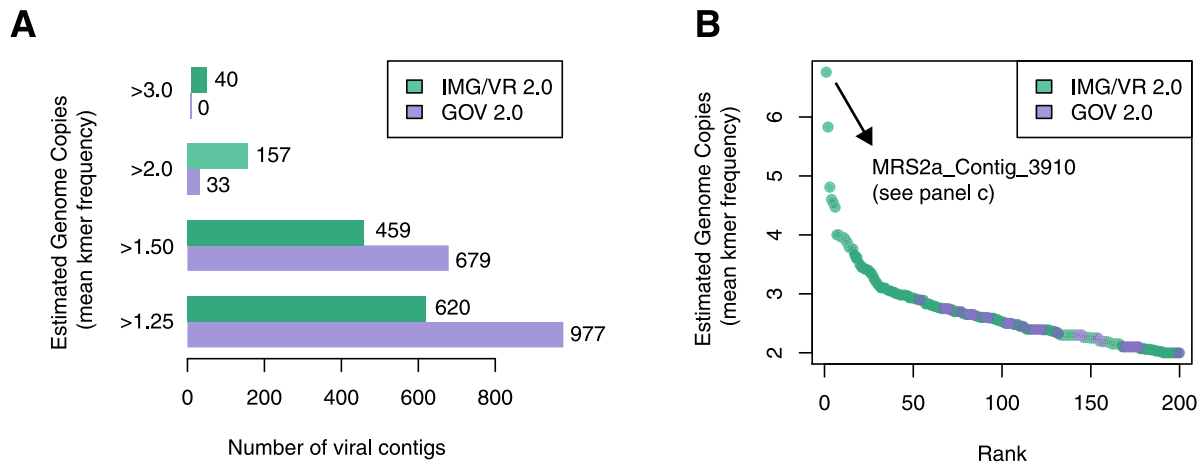 A
Estimated Genome Copies
(mean kmer frequency)
>3.0
>2.0
>1.50
>1.25
40
0
157
33
459
679
620
977
IMG/VR 2.0
GOV 2.0
0
200
400
600
800
Number of viral contigs
B
Estimated Genome Copies
(mean kmer frequency)
6
5
4
3
2
IMG/VR 2.0
GOV 2.0
MRS2a_Contig_3910
(see panel c)
0
50
100
150
200
Rank